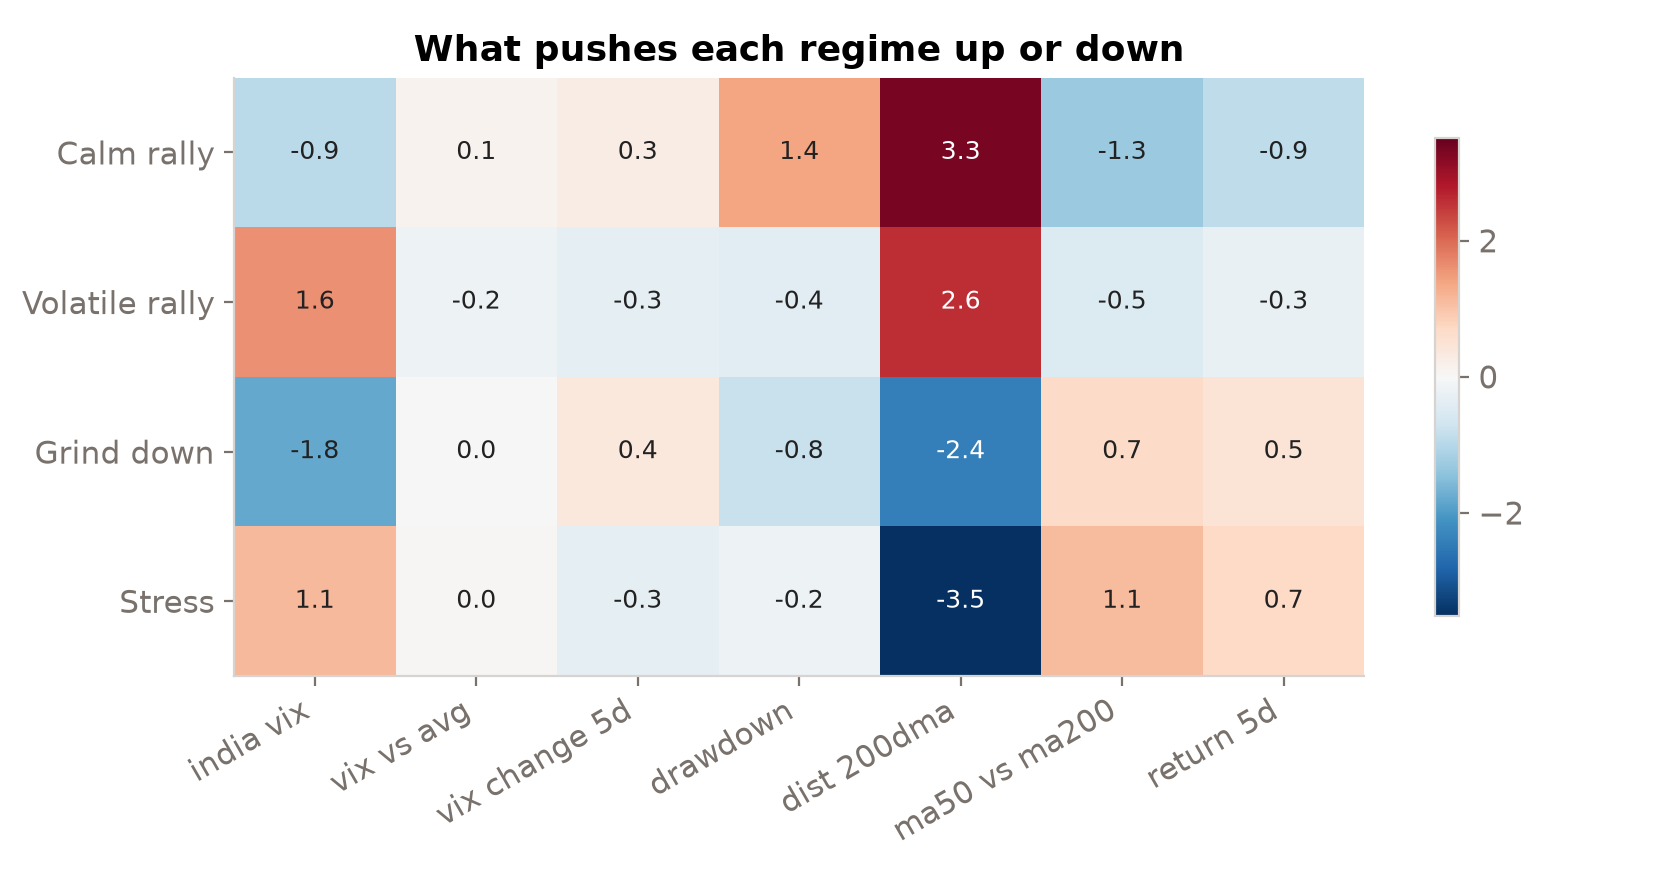 What pushes each regime up or down
Calm rally -0.9 0.1 0.3 1.4 3.3 -1.3 -0.9
Volatile rally 1.6 -0.2 -0.3 -0.4 2.6 -0.5 -0.3
Grind down -1.8 0.0 0.4 -0.8 -2.4 0.7 0.5
Stress 1.1 0.0 -0.3 -0.2 -3.5 1.1 0.7
india vix
vix vs avg
vix change 5d
drawdown
dist 200dma
ma50 vs ma200
return 5d
2
0
−2